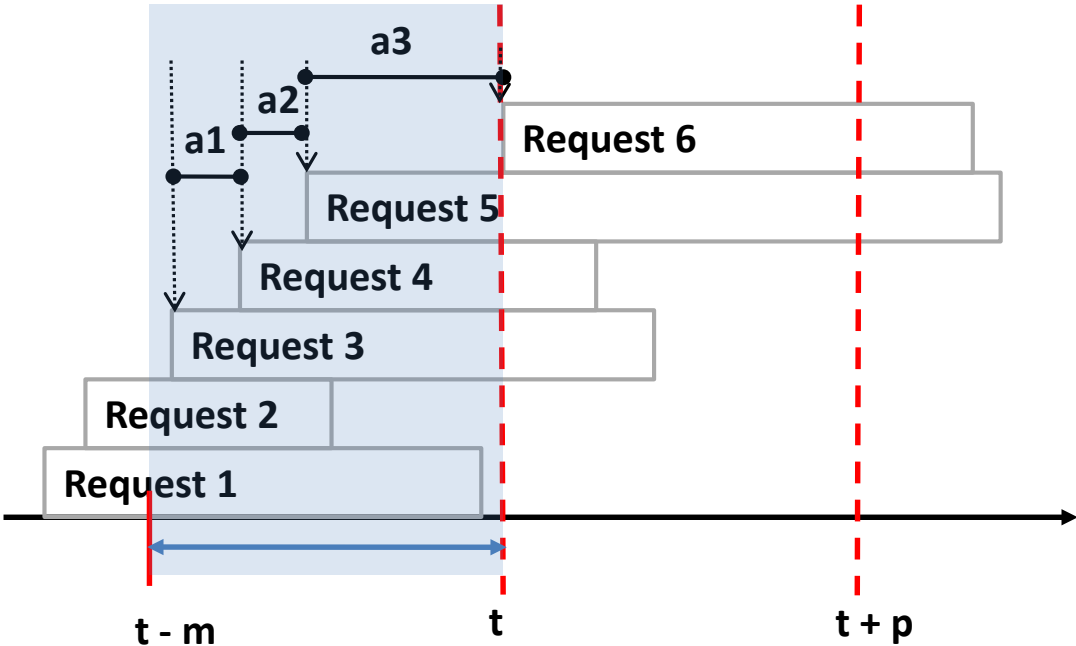 a3
a2
a1
Request 6
Request 5
Request 4
Request 3
Request 2
Request 1
t - m
t
t + p